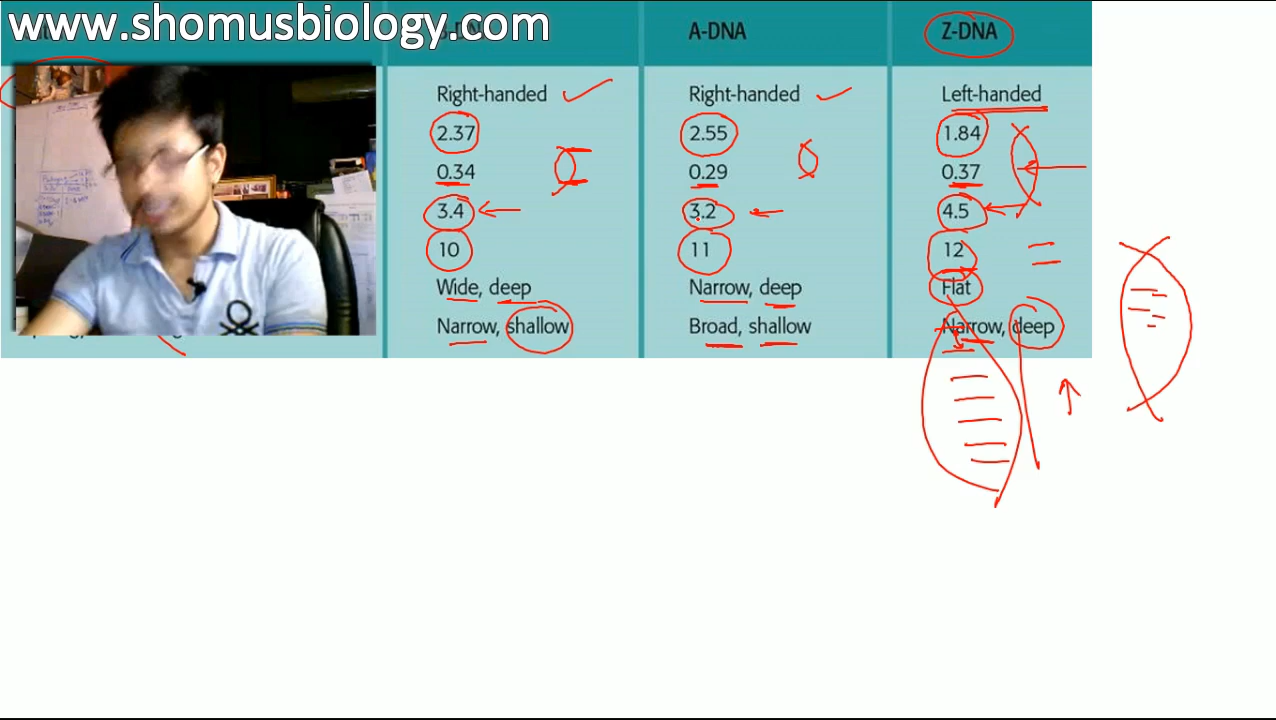 www.shomusbiology.com
A-DNA
Z-DNA
Right-handed Right-handed Left-handed
2.37 2.55 1.84
0.34 0.29 0.37
3.4 3.2 4.5
10 11 12
Wide, deep Narrow, deep Flat
Narrow, shallow Broad, shallow Narrow, deep